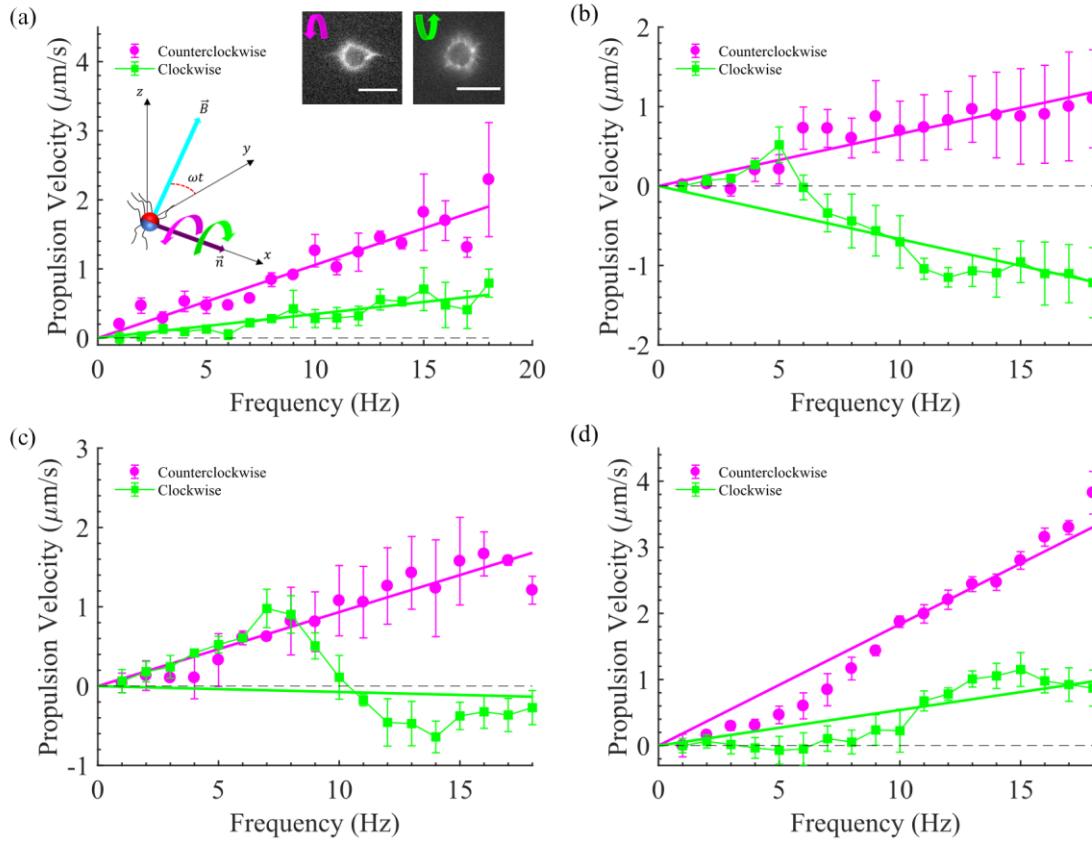 (a)
Propulsion Velocity (μm/s)
4
2
0
Counterclockwise
Clockwise
z
B
y
ωt
n
x
0 5 10 15 20
Frequency (Hz)
(b)
Propulsion Velocity (μm/s)
2
1
0
-1
-2
Counterclockwise
Clockwise
0 5 10 15
Frequency (Hz)
(c)
Propulsion Velocity (μm/s)
3
2
1
0
-1
Counterclockwise
Clockwise
0 5 10 15
Frequency (Hz)
(d)
Propulsion Velocity (μm/s)
4
3
2
1
0
Counterclockwise
Clockwise
0 5 10 15
Frequency (Hz)